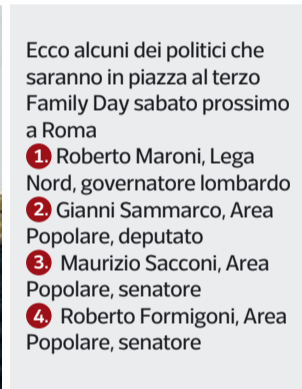 Ecco alcuni dei politici che
saranno in piazza al terzo
Family Day sabato prossimo
a Roma
1. Roberto Maroni, Lega
Nord, governatore lombardo
2. Gianni Sammarco, Area
Popolare, deputato
3. Maurizio Sacconi, Area
Popolare, senatore
4. Roberto Formigoni, Area
Popolare, senatore